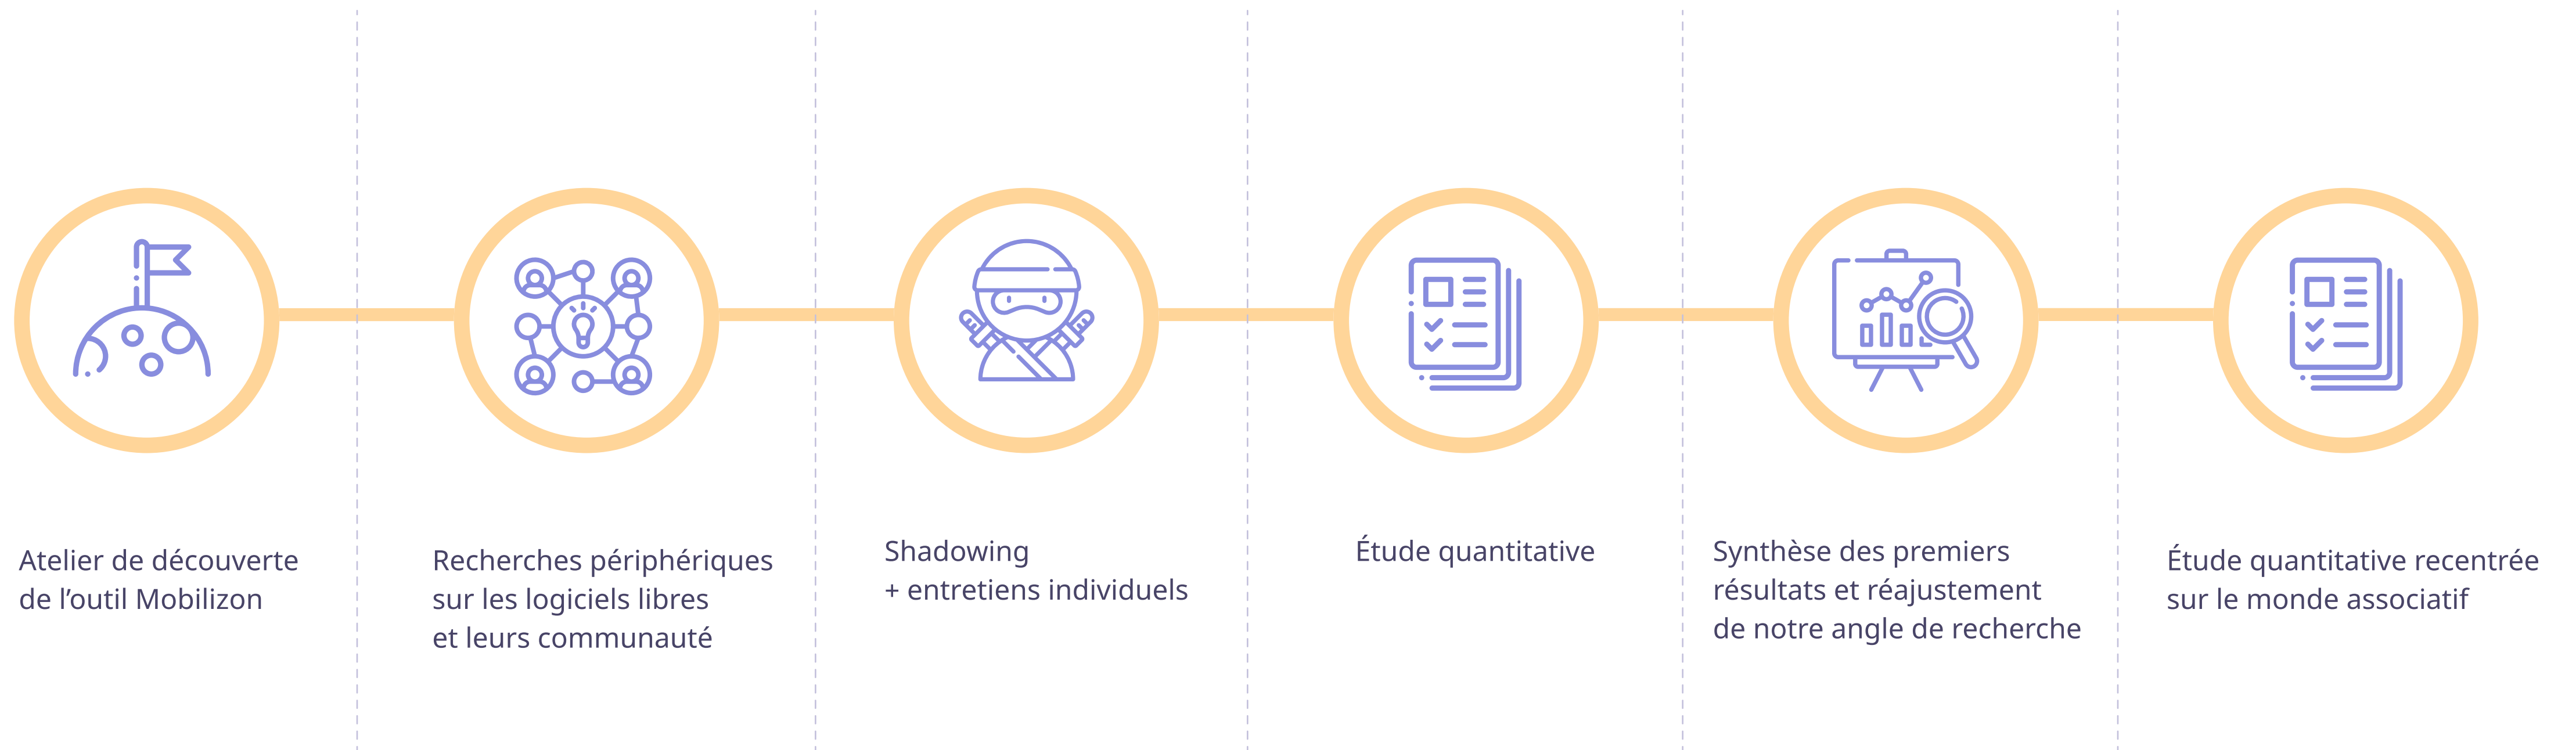 Atelier de découverte
de l’outil Mobilizon
Recherches périphériques
sur les logiciels libres
et leurs communauté
Shadowing
+ entretiens individuels
Étude quantitative
Synthèse des premiers
résultats et réajustement
de notre angle de recherche
Étude quantitative recentrée
sur le monde associatif